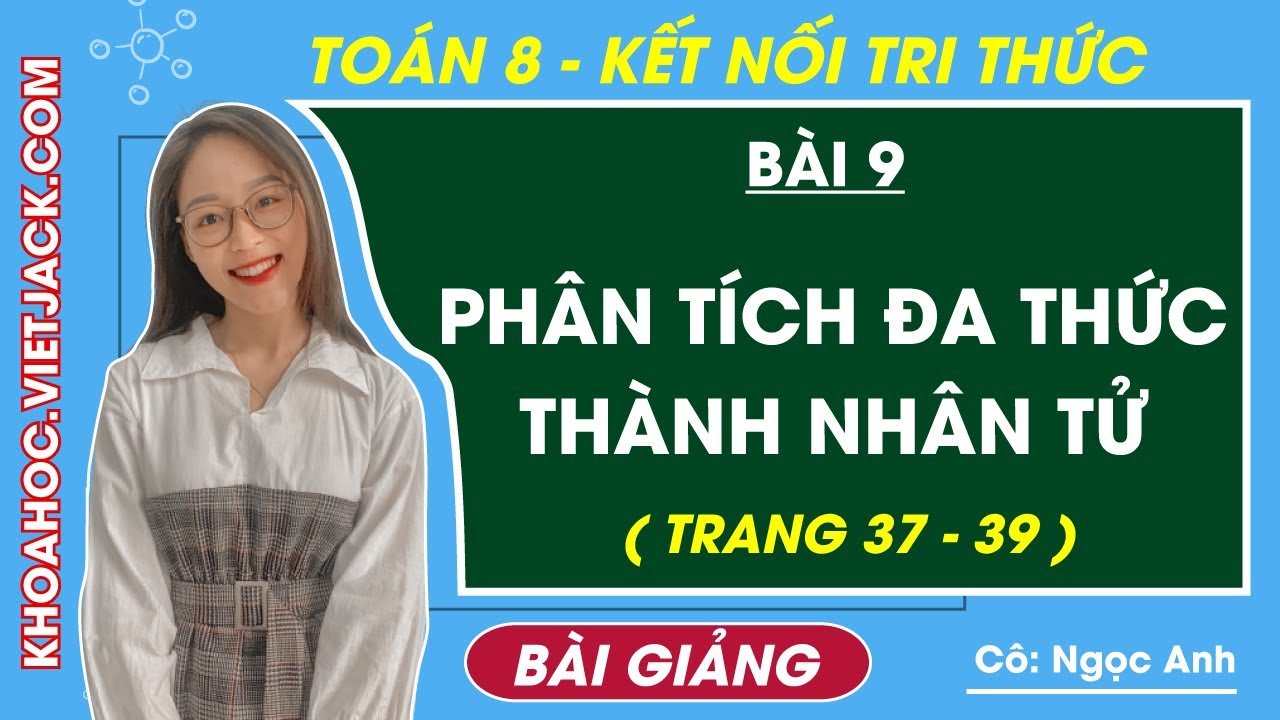 TOÁN 8 - KẾT NỐI TRI THỨC
KHOAHOC.VIETJACK.COM
BÀI 9
PHÂN TÍCH ĐA THỨC
THÀNH NHÂN TỬ
( TRANG 37 - 39 )
BÀI GIẢNG
Cô: Ngọc Anh